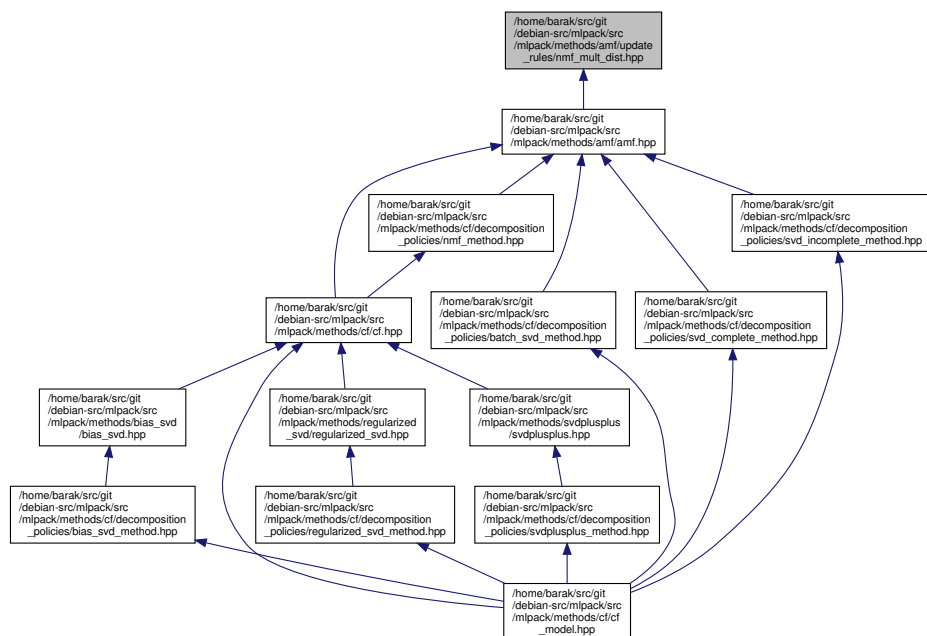 /home/barak/src/git
/debian-src/mlpack/src
/mlpack/methods/amf/update
_rules/nmf_mult_dist.hpp
/home/barak/src/git
/debian-src/mlpack/src
/mlpack/methods/amf/amf.hpp
/home/barak/src/git
/debian-src/mlpack/src
/mlpack/methods/cf/decomposition
_policies/nmf_method.hpp
/home/barak/src/git
/debian-src/mlpack/src
/mlpack/methods/cf/decomposition
_policies/svd_incomplete_method.hpp
/home/barak/src/git
/debian-src/mlpack/src
/mlpack/methods/cf/cf.hpp
/home/barak/src/git
/debian-src/mlpack/src
/mlpack/methods/cf/decomposition
_policies/batch_svd_method.hpp
/home/barak/src/git
/debian-src/mlpack/src
/mlpack/methods/cf/decomposition
_policies/svd_complete_method.hpp
/home/barak/src/git
/debian-src/mlpack/src
/mlpack/methods/bias_svd
/bias_svd.hpp
/home/barak/src/git
/debian-src/mlpack/src
/mlpack/methods/regularized
_svd/regularized_svd.hpp
/home/barak/src/git
/debian-src/mlpack/src
/mlpack/methods/svdplusplus
/svdplusplus.hpp
/home/barak/src/git
/debian-src/mlpack/src
/mlpack/methods/cf/decomposition
_policies/bias_svd_method.hpp
/home/barak/src/git
/debian-src/mlpack/src
/mlpack/methods/cf/decomposition
_policies/regularized_svd_method.hpp
/home/barak/src/git
/debian-src/mlpack/src
/mlpack/methods/cf/decomposition
_policies/svdplusplus_method.hpp
/home/barak/src/git
/debian-src/mlpack/src
/mlpack/methods/cf/cf
_model.hpp